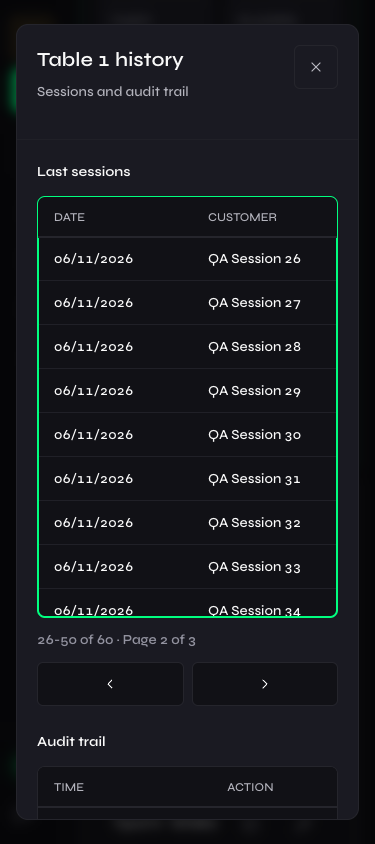 Table 1 history
Sessions and audit trail
Last sessions
DATE CUSTOMER
06/11/2026 QA Session 26
06/11/2026 QA Session 27
06/11/2026 QA Session 28
06/11/2026 QA Session 29
06/11/2026 QA Session 30
06/11/2026 QA Session 31
06/11/2026 QA Session 32
06/11/2026 QA Session 33
06/11/2026 QA Session 34
26-50 of 60 · Page 2 of 3
Audit trail
TIME ACTION